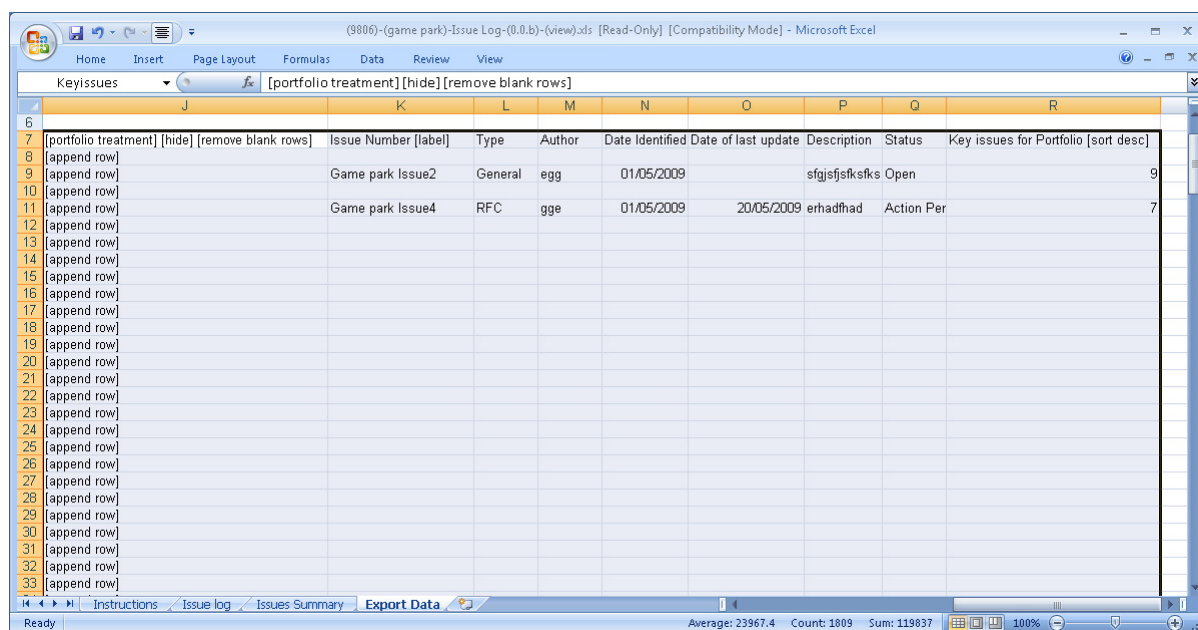 (9806)-(game park)-Issue Log-(0.0.b)-(view).xls [Read-Only] [Compatibility Mode] - Microsoft Excel
Home Insert Page Layout Formulas Data Review View
Keyissues fx [portfolio treatment] [hide] [remove blank rows]
J K L M N O P Q R
6
7 [portfolio treatment] [hide] [remove blank rows] Issue Number [label] Type Author Date Identified Date of last update Description Status Key issues for Portfolio [sort desc]
8 [append row]
9 [append row] Game park Issue2 General egg 01/05/2009 sfgjsfjsfksfks Open 9
10 [append row]
11 [append row] Game park Issue4 RFC gge 01/05/2009 20/05/2009 erhadfhad Action Per 7
12 [append row]
13 [append row]
14 [append row]
15 [append row]
16 [append row]
17 [append row]
18 [append row]
19 [append row]
20 [append row]
21 [append row]
22 [append row]
23 [append row]
24 [append row]
25 [append row]
26 [append row]
27 [append row]
28 [append row]
29 [append row]
30 [append row]
31 [append row]
32 [append row]
33 [append row]
Instructions Issue log Issues Summary Export Data
Ready Average: 23967.4 Count: 1809 Sum: 119837 100%